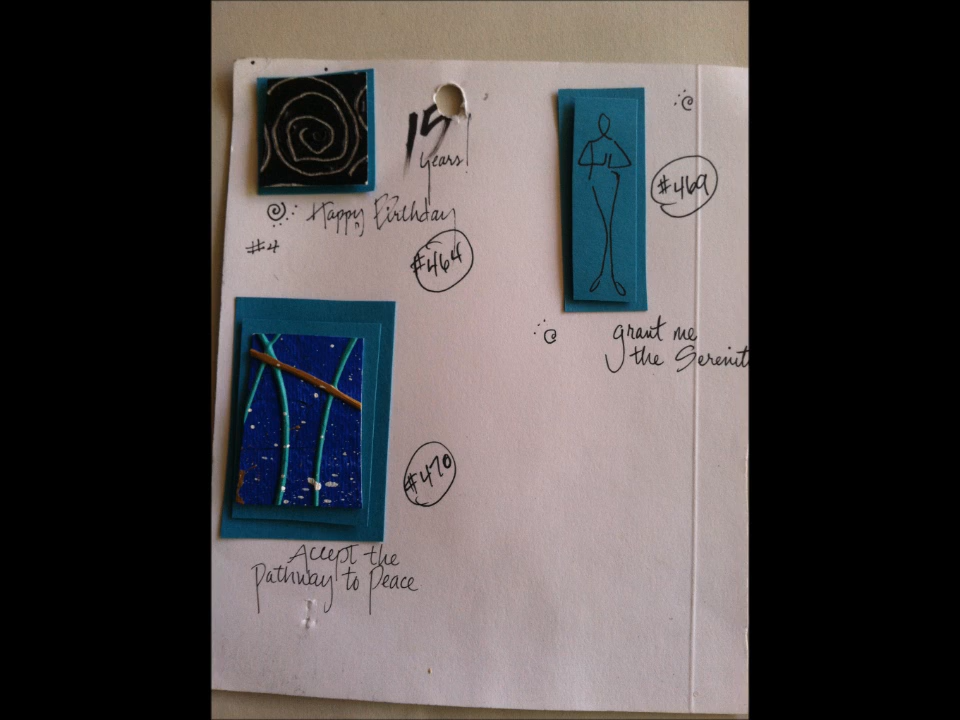 15
years!
Happy Birthday
#4
#464
#469
grant me
the Serenit
#470
Accept the
Pathway to Peace